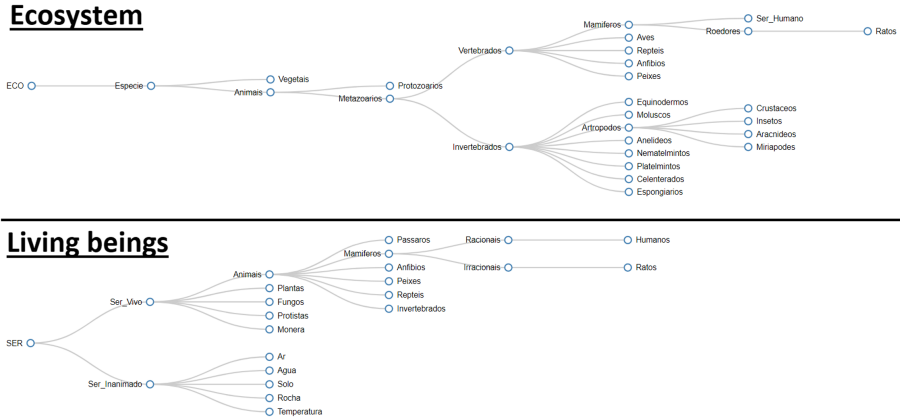 Ecosystem
ECO
Especie
Vegetais
Animais
Protozoarios
Metazoarios
Vertebrados
Mamiferos
Ser_Humano
Roedores
Ratos
Aves
Repteis
Anfibios
Peixes
Invertebrados
Equinodermos
Moluscos
Artropodos
Crustaceos
Insetos
Aracnideos
Miriapodes
Anelideos
Nematelmintos
Platelmintos
Celenterados
Espongiarios
Living beings
SER
Ser_Vivo
Animais
Passaros
Mamiferos
Racionais
Humanos
Irracionais
Ratos
Anfibios
Peixes
Repteis
Invertebrados
Plantas
Fungos
Protistas
Monera
Ser_Inanimado
Ar
Agua
Solo
Rocha
Temperatura